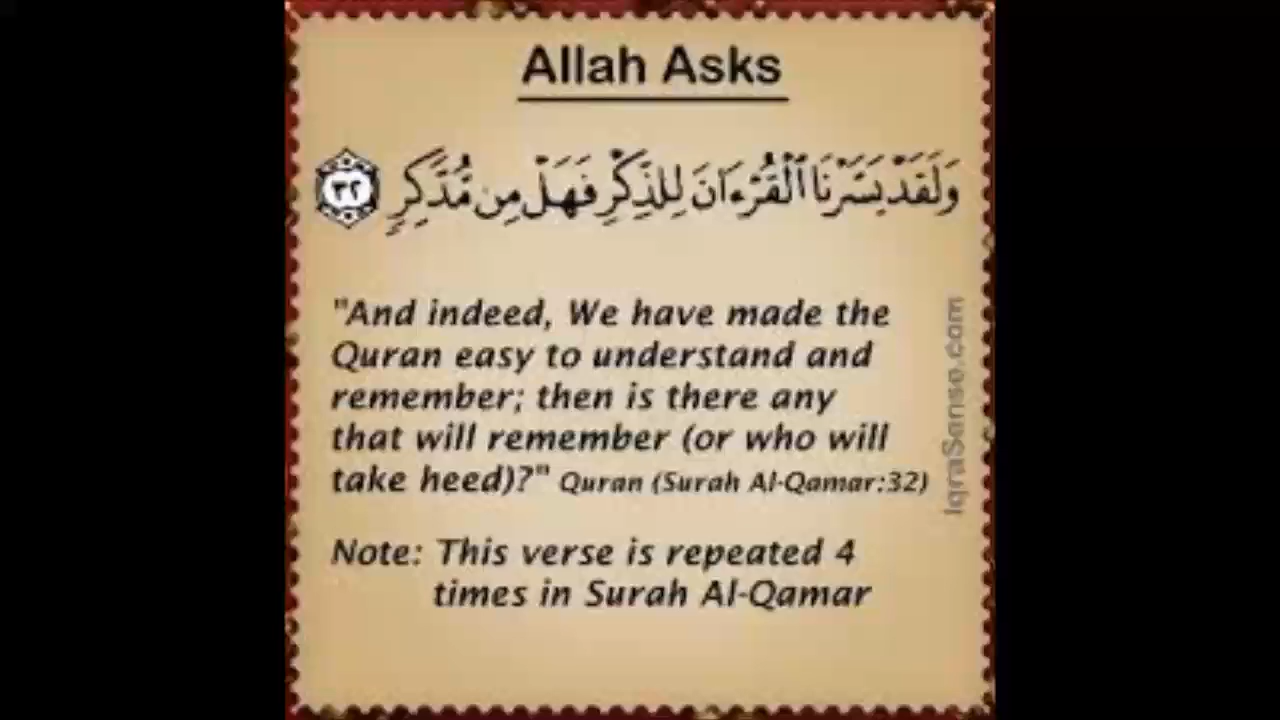 Allah Asks
وَلَقَدْ يَسَّرْنَا ٱلْقُرْءَانَ لِلذِّكْرِ فَهَلْ مِن مُّدَّكِرٍ ٣٢
"And indeed, We have made the
Quran easy to understand and
remember; then is there any
that will remember (or who will
take heed)?" Quran (Surah Al-Qamar:32)
Note: This verse is repeated 4
times in Surah Al-Qamar
IqraSense.com